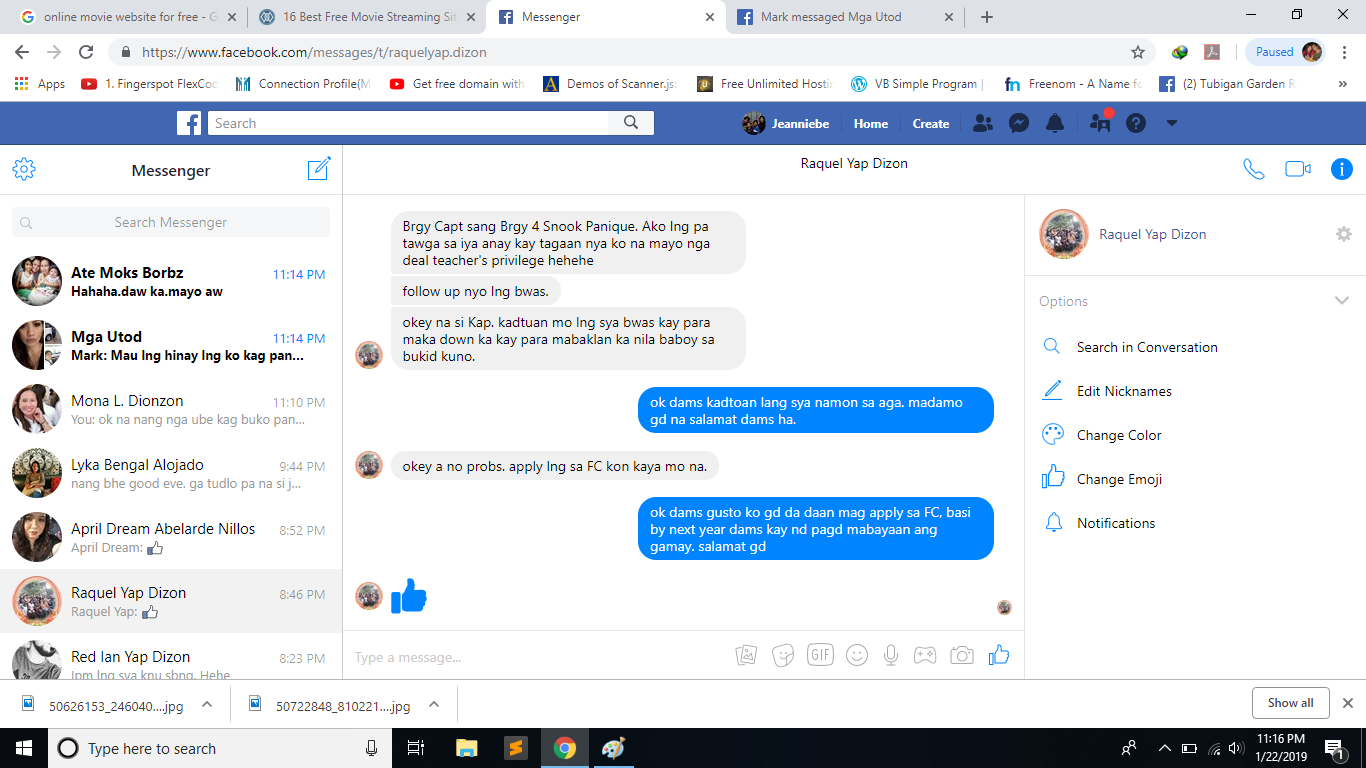 online movie website for free - G
16 Best Free Movie Streaming Sit
Messenger
Mark messaged Mga Utod
https://www.facebook.com/messages/t/raquelyap.dizon
Paused
Apps
1. Fingerspot FlexCod
Connection Profile(M
Get free domain with
Demos of Scanner.js:
Free Unlimited Hostin
VB Simple Program |
Freenom - A Name fo
(2) Tubigan Garden R
»
Search
Jeanniebe
Home
Create
Messenger
Search Messenger
Ate Moks Borbz
11:14 PM
Hahaha.daw ka.mayo aw
Mga Utod
11:14 PM
Mark: Mau lng hinay lng ko kag pan...
Mona L. Dionzon
11:10 PM
You: ok na nang nga ube kag buko pan...
Lyka Bengal Alojado
9:44 PM
nang bhe good eve. ga tudlo pa na si j...
April Dream Abelarde Nillos
8:52 PM
April Dream:
Raquel Yap Dizon
8:46 PM
Raquel Yap:
Red Ian Yap Dizon
8:23 PM
Ipm lng sya knu sbng. Hehe
Raquel Yap Dizon
Brgy Capt sang Brgy 4 Snook Panique. Ako lng pa
tawga sa iya anay kay tagaan nya ko na mayo nga
deal teacher's privilege hehehe
follow up nyo lng bwas.
okey na si Kap. kadtuan mo lng sya bwas kay para
maka down ka kay para mabaklan ka nila baboy sa
bukid kuno.
ok dams kadtoan lang sya namon sa aga. madamo
gd na salamat dams ha.
okey a no probs. apply lng sa FC kon kaya mo na.
ok dams gusto ko gd da daan mag apply sa FC, basi
by next year dams kay nd pagd mabayaan ang
gamay. salamat gd
Type a message...
GIF
Raquel Yap Dizon
Options
Search in Conversation
Edit Nicknames
Change Color
Change Emoji
Notifications
50626153_246040....jpg
50722848_810221....jpg
Show all
Type here to search
11:16 PM
1/22/2019
1